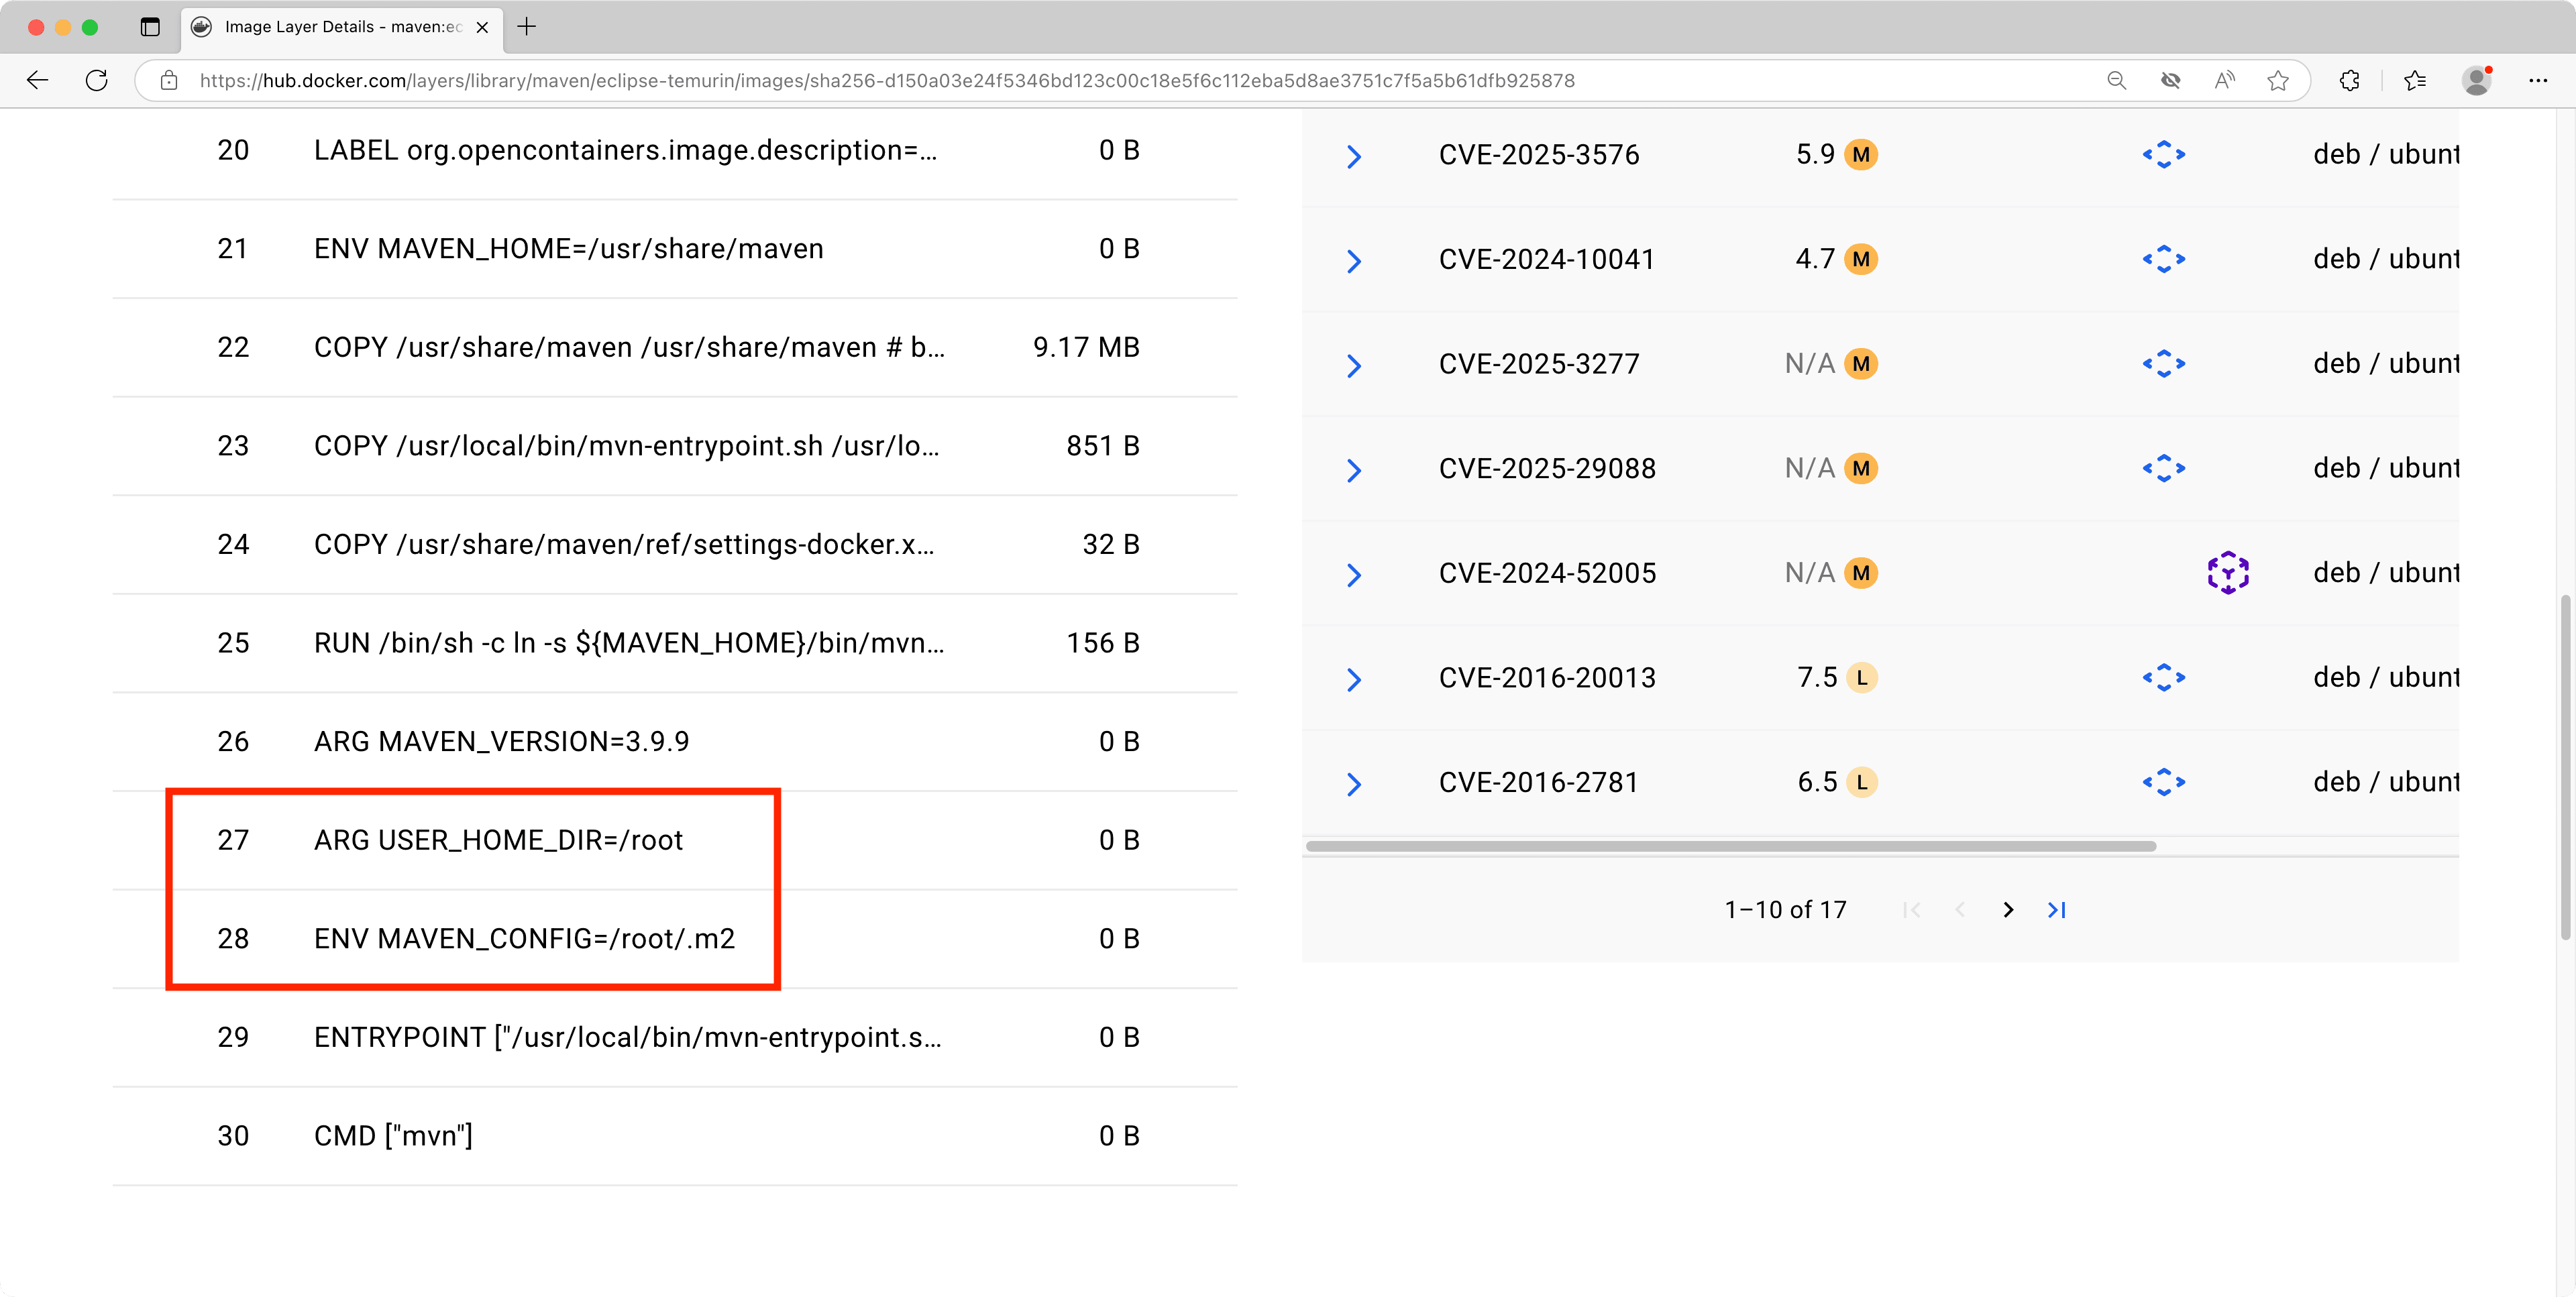 Image Layer Details - maven:ec
https://hub.docker.com/layers/library/maven/eclipse-temurin/images/sha256-d150a03e24f5346bd123c00c18e5f6c112eba5d8ae3751c7f5a5b61dfb925878
20 LABEL org.opencontainers.image.description=... 0 B
21 ENV MAVEN_HOME=/usr/share/maven 0 B
22 COPY /usr/share/maven /usr/share/maven # b... 9.17 MB
23 COPY /usr/local/bin/mvn-entrypoint.sh /usr/lo... 851 B
24 COPY /usr/share/maven/ref/settings-docker.x... 32 B
25 RUN /bin/sh -c ln -s ${MAVEN_HOME}/bin/mvn... 156 B
26 ARG MAVEN_VERSION=3.9.9 0 B
27 ARG USER_HOME_DIR=/root 0 B
28 ENV MAVEN_CONFIG=/root/.m2 0 B
29 ENTRYPOINT ["/usr/local/bin/mvn-entrypoint.s... 0 B
30 CMD ["mvn"] 0 B
CVE-2025-3576 5.9 M deb / ubunt
CVE-2024-10041 4.7 M deb / ubunt
CVE-2025-3277 N/A M deb / ubunt
CVE-2025-29088 N/A M deb / ubunt
CVE-2024-52005 N/A M deb / ubunt
CVE-2016-20013 7.5 L deb / ubunt
CVE-2016-2781 6.5 L deb / ubunt
1–10 of 17